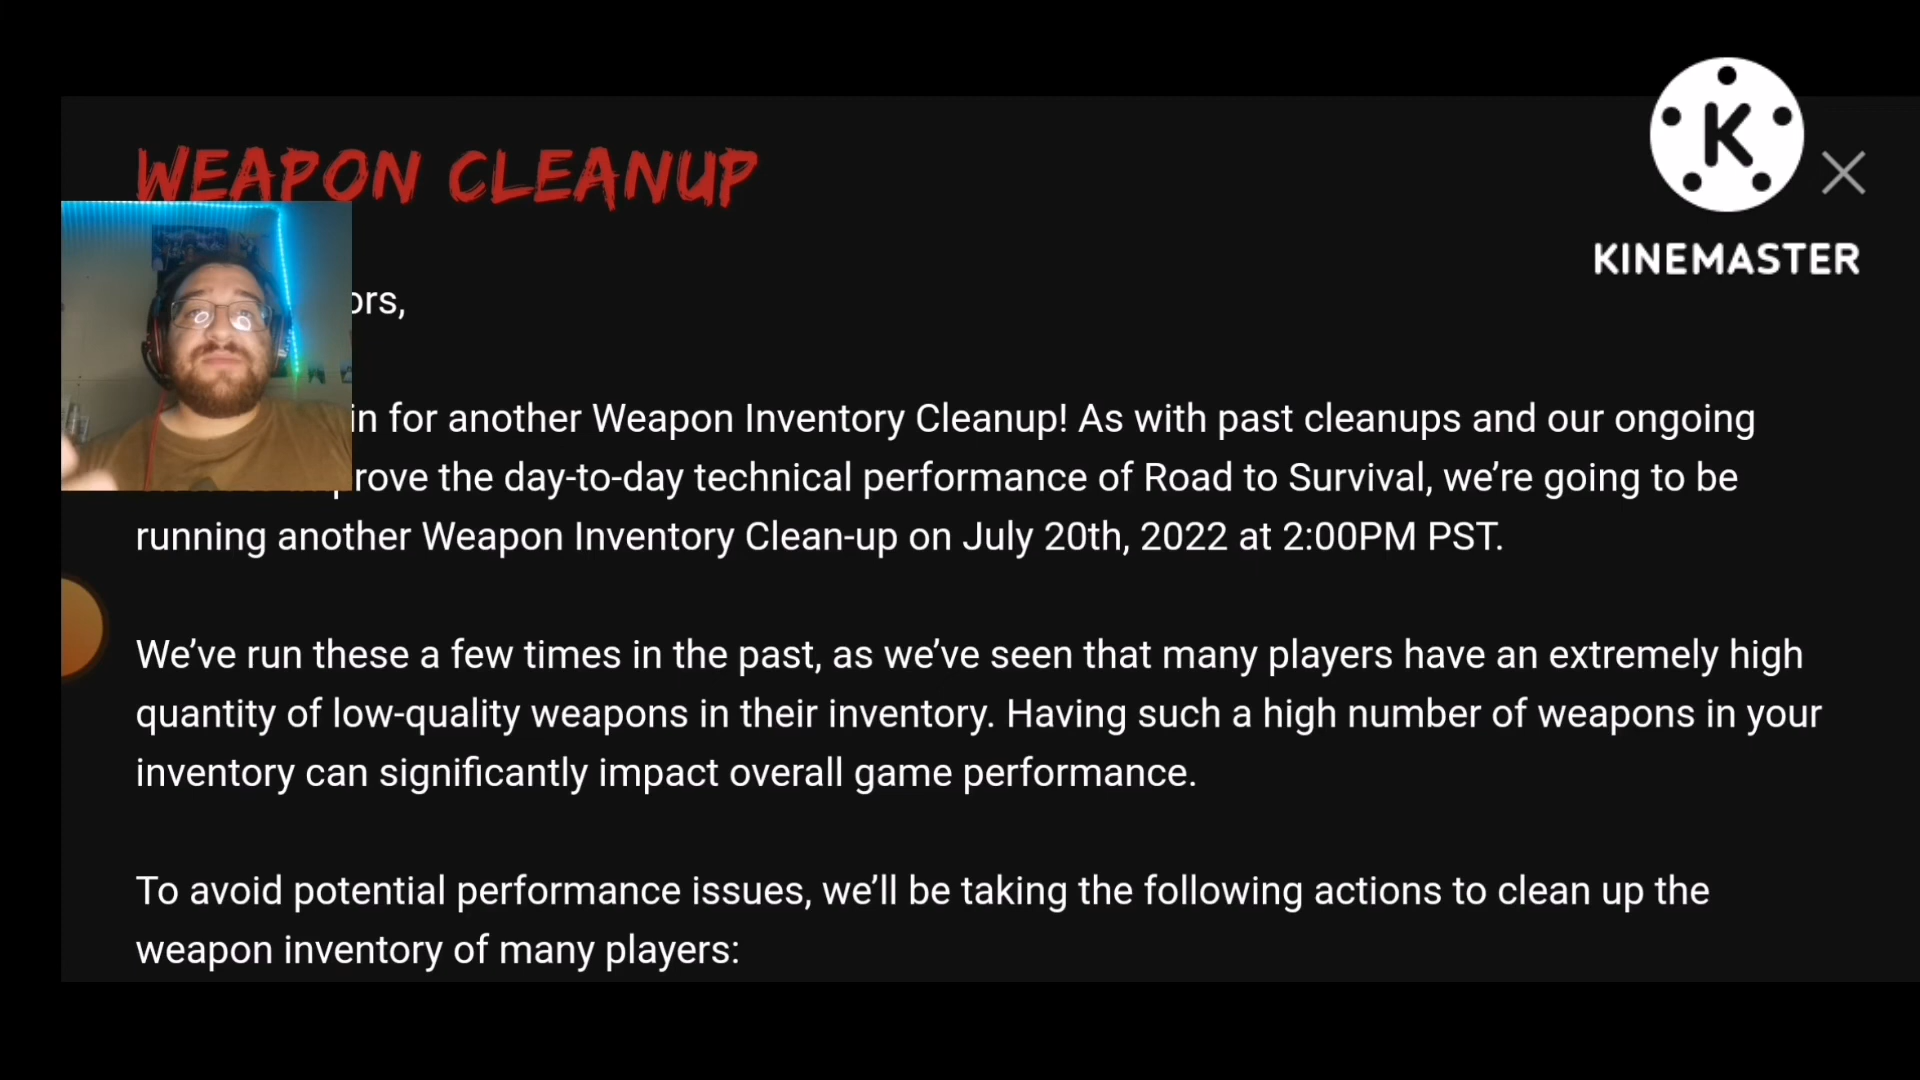 WEAPON CLEANUP
K
KINEMASTER
in for another Weapon Inventory Cleanup! As with past cleanups and our ongoing
the day-to-day technical performance of Road to Survival, we’re going to be
running another Weapon Inventory Clean-up on July 20th, 2022 at 2:00PM PST.
We’ve run these a few times in the past, as we’ve seen that many players have an extremely high
quantity of low-quality weapons in their inventory. Having such a high number of weapons in your
inventory can significantly impact overall game performance.
To avoid potential performance issues, we’ll be taking the following actions to clean up the
weapon inventory of many players: